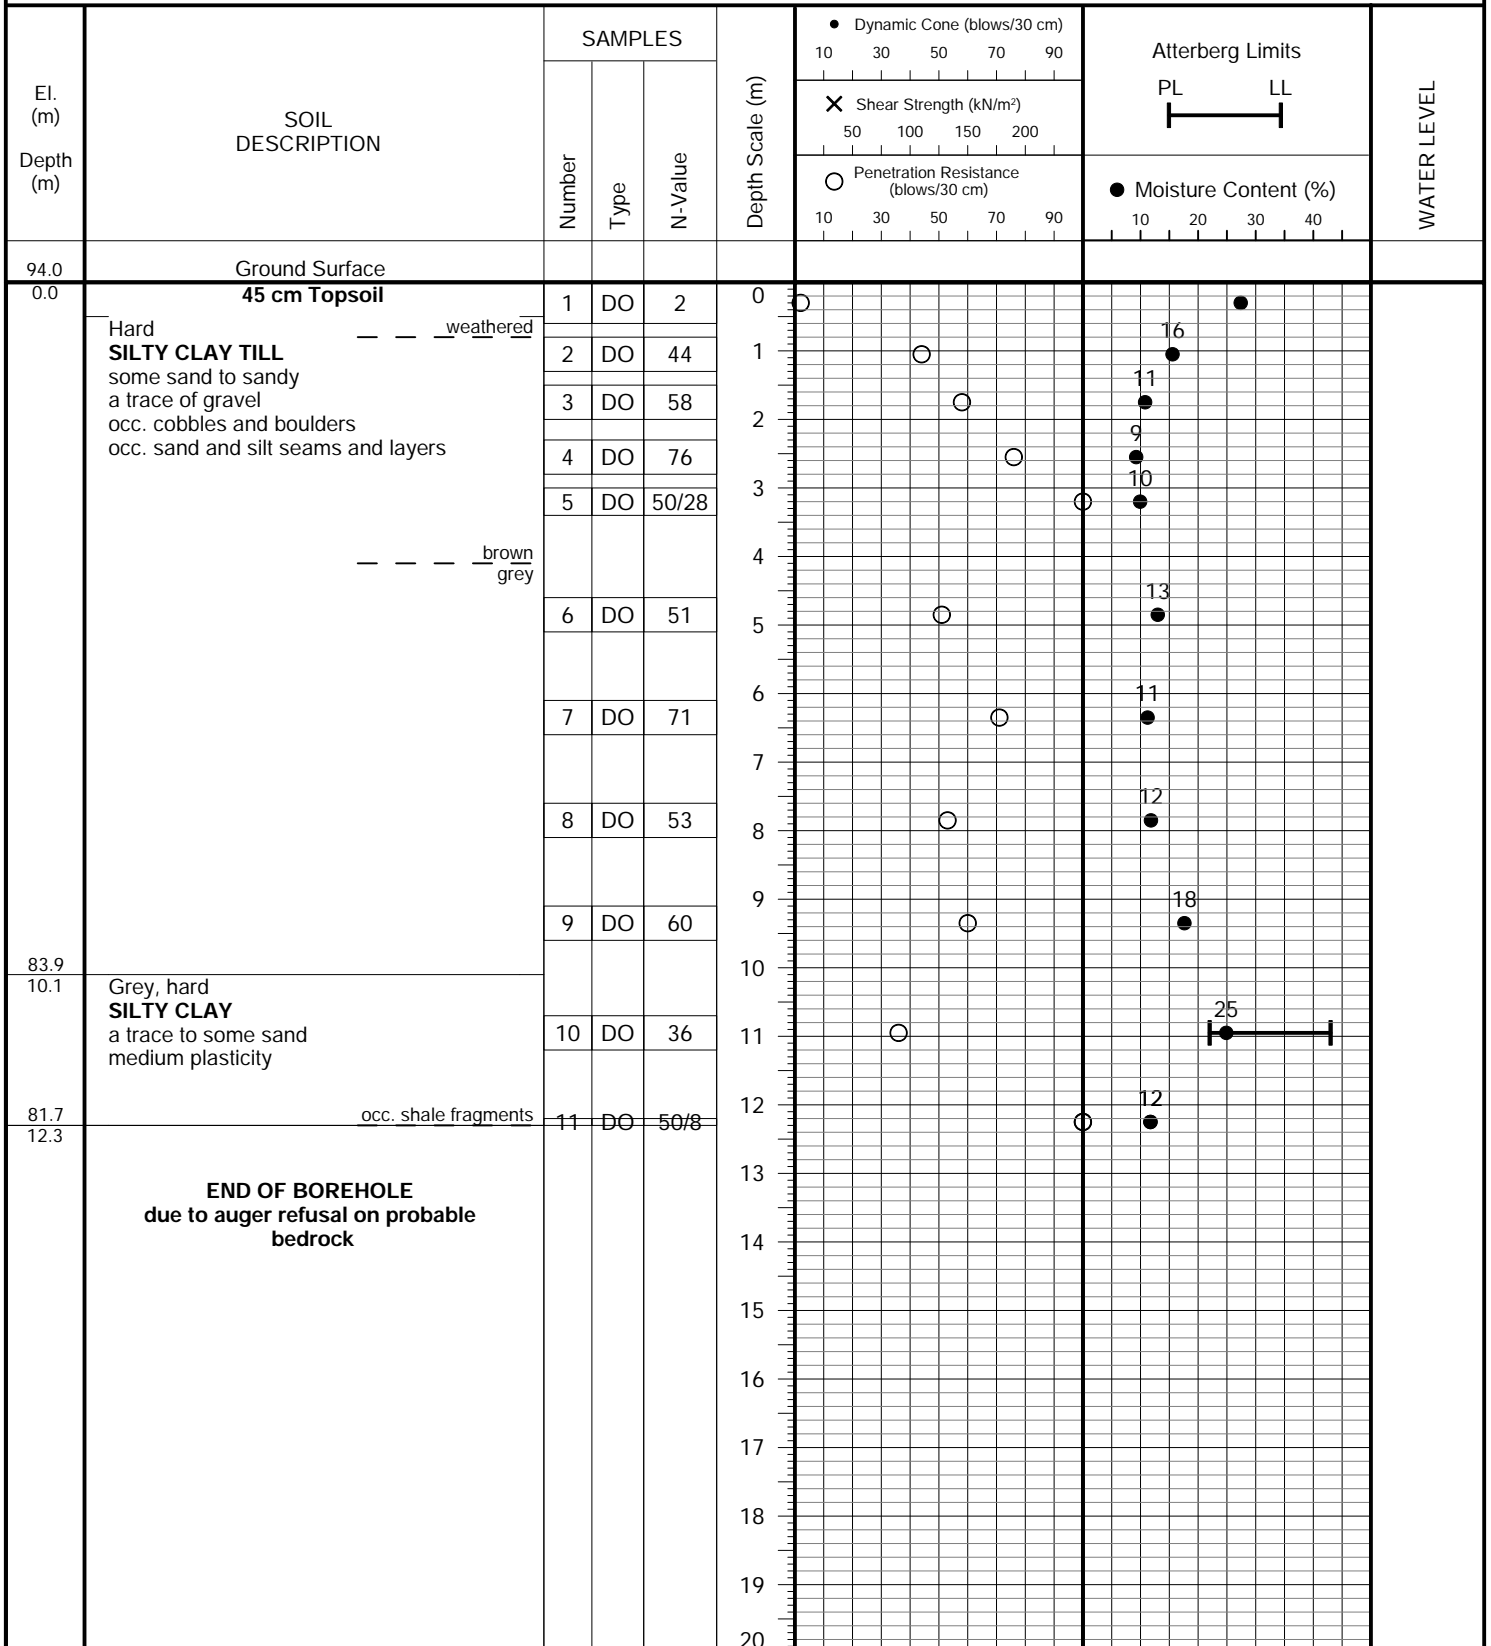 El.
(m)
Depth
(m)
SOIL
DESCRIPTION
SAMPLES
Number
Type
N-Value
Depth Scale (m)
Dynamic Cone (blows/30 cm)
10 30 50 70 90
Shear Strength (kN/m²)
50 100 150 200
Penetration Resistance
(blows/30 cm)
10 30 50 70 90
Atterberg Limits
PL LL
Moisture Content (%)
10 20 30 40
WATER LEVEL
94.0 Ground Surface
0.0 45 cm Topsoil
1 DO 2
0
Hard weathered
SILTY CLAY TILL
some sand to sandy
a trace of gravel
occ. cobbles and boulders
occ. sand and silt seams and layers
2 DO 44
1
16
3 DO 58
11
2
4 DO 76
9
3
5 DO 50/28
10
brown
grey
4
6 DO 51
13
5
6
7 DO 71
11
7
8 DO 53
12
8
9
9 DO 60
18
83.9
10.1
10
Grey, hard
SILTY CLAY
a trace to some sand
medium plasticity
10 DO 36
25
11
81.7 occ. shale fragments
12.3
11 DO 50/8
12
12
END OF BOREHOLE
due to auger refusal on probable
bedrock
13
14
15
16
17
18
19
20